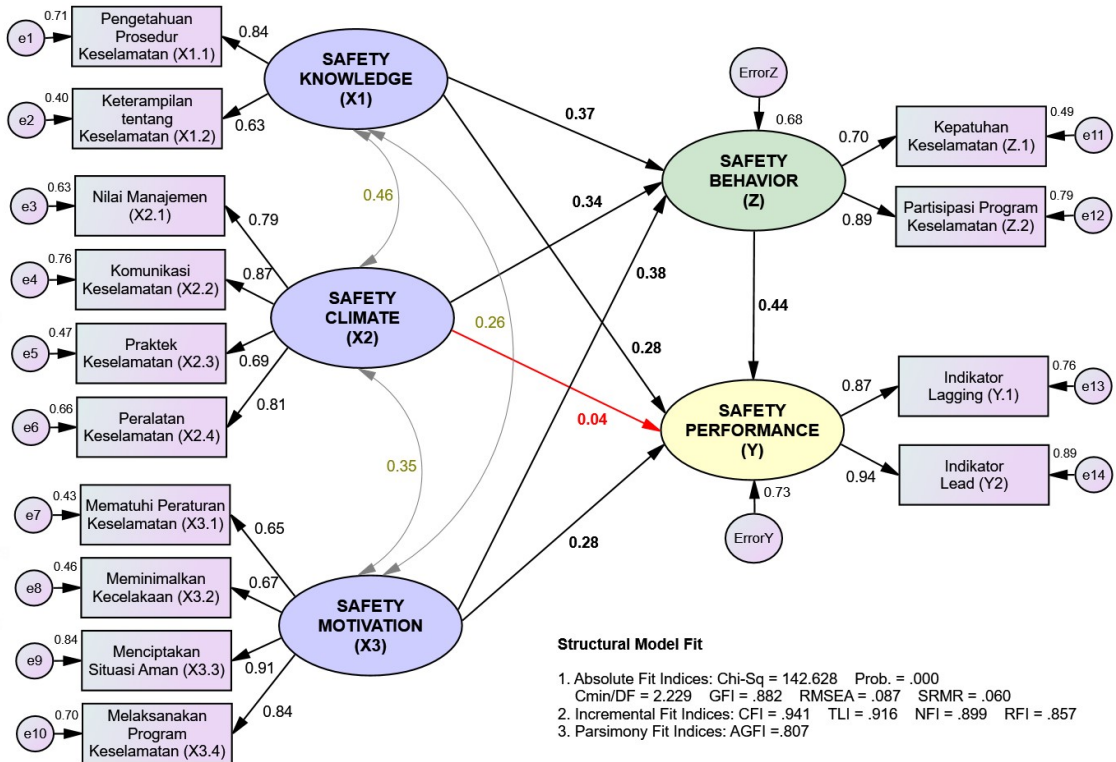 0.71
e1
Pengetahuan
Prosedur
Keselamatan (X1.1)
0.84
0.40
e2
Keterampilan
tentang
Keselamatan (X1.2)
0.63
SAFETY
KNOWLEDGE
(X1)
0.63
e3
Nilai Manajemen
(X2.1)
0.79
0.76
e4
Komunikasi
Keselamatan (X2.2)
0.87
0.47
e5
Praktek
Keselamatan (X2.3)
0.69
0.66
e6
Peralatan
Keselamatan (X2.4)
0.81
SAFETY
CLIMATE
(X2)
0.43
e7
Mematuhi Peraturan
Keselamatan (X3.1)
0.65
0.46
e8
Meminimalkan
Kecelakaan (X3.2)
0.67
0.84
e9
Menciptakan
Situasi Aman (X3.3)
0.91
0.70
e10
Melaksanakan
Program
Keselamatan (X3.4)
0.84
SAFETY
MOTIVATION
(X3)
0.46
0.26
0.35
0.37
0.34
0.38
0.28
0.04
0.28
0.44
ErrorZ
0.68
SAFETY
BEHAVIOR
(Z)
0.70
Kepatuhan
Keselamatan (Z.1)
0.49
e11
0.89
Partisipasi Program
Keselamatan (Z.2)
0.79
e12
SAFETY
PERFORMANCE
(Y)
0.73
ErrorY
0.87
Indikator
Lagging (Y.1)
0.76
e13
0.94
Indikator
Lead (Y2)
0.89
e14
Structural Model Fit
1. Absolute Fit Indices: Chi-Sq = 142.628 Prob. = .000
Cmin/DF = 2.229 GFI = .882 RMSEA = .087 SRMR = .060
2. Incremental Fit Indices: CFI = .941 TLI = .916 NFI = .899 RFI = .857
3. Parsimony Fit Indices: AGFI =.807